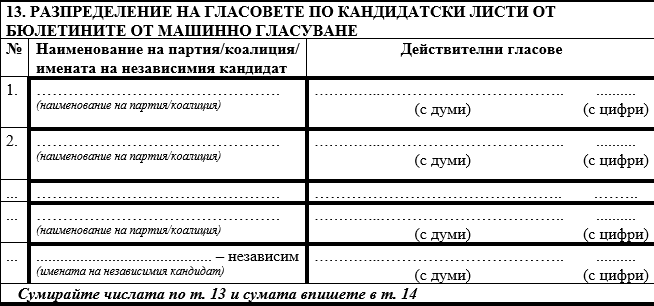 13. РАЗПРЕДЕЛЕНИЕ НА ГЛАСОВЕТЕ ПО КАНДИДАТСКИ ЛИСТИ ОТ
БЮЛЕТИНИТЕ ОТ МАШИННО ГЛАСУВАНЕ
№ Наименование на партия/коалиция/ Действителни гласове
имената на независимия кандидат
1. ............................................. ............................................. .........
(наименование на партия/коалиция) (с думи) (с цифри)
2. ............................................. ............................................. .........
(наименование на партия/коалиция) (с думи) (с цифри)
... ............................................. ............................................. ..........
... ............................................. ............................................. .........
(наименование на партия/коалиция) (с думи) (с цифри)
... ................................. – независим ............................................. .........
(имената на независимия кандидат) (с думи) (с цифри)
Сумирайте числата по т. 13 и сумата впишете в т. 14